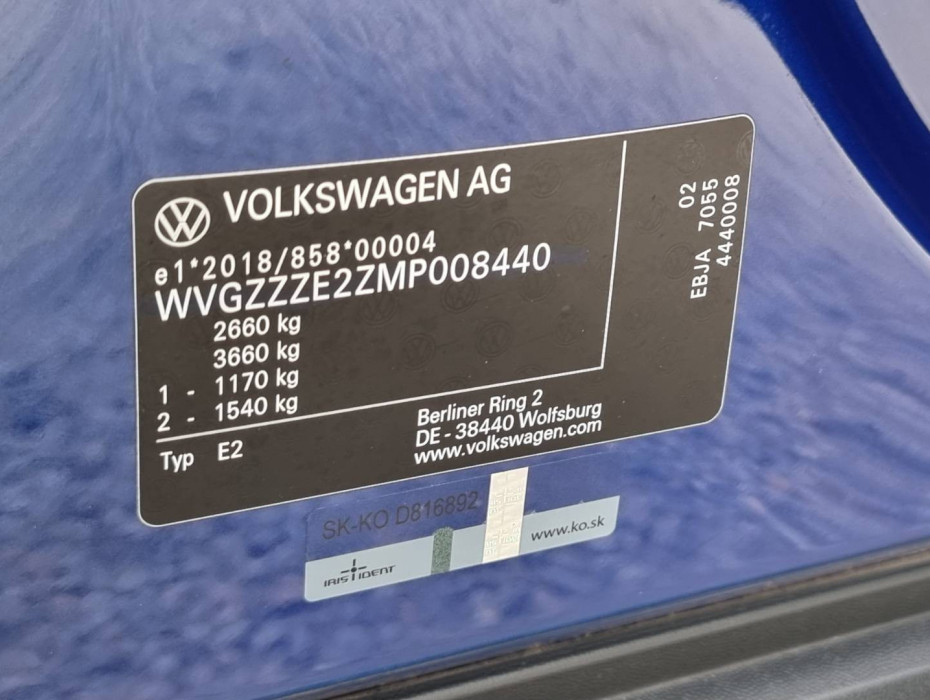 VOLKSWAGEN AG
e1*2018/858*00004
WVGZZZE2ZMP008440
2660 kg
3660 kg
1 - 1170 kg
2 - 1540 kg
Typ E2
Berliner Ring 2
DE - 38440 Wolfsburg
www.volkswagen.com
02
EBJA 7055
4440008
SK-KO D816892
IRIS IDENT
www.ko.sk